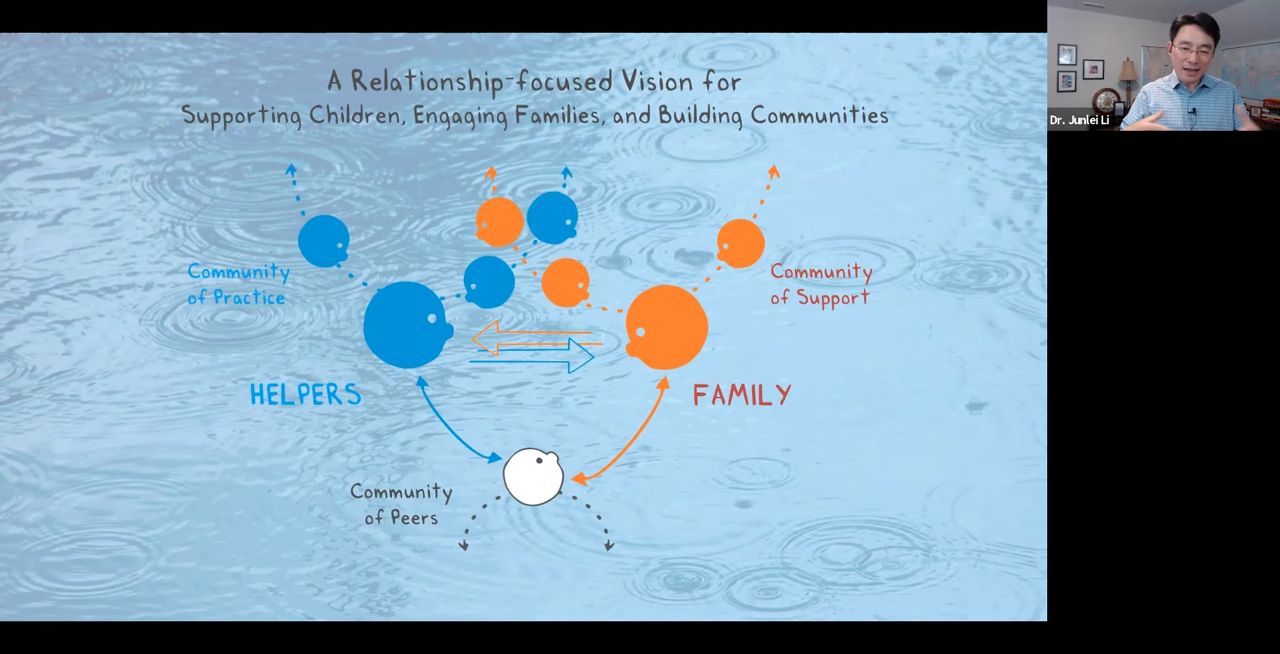 A Relationship-focused Vision for
Supporting Children, Engaging Families, and Building Communities
Community
of Practice
Community
of Support
HELPERS
FAMILY
Community
of Peers
Dr. Junlei Li